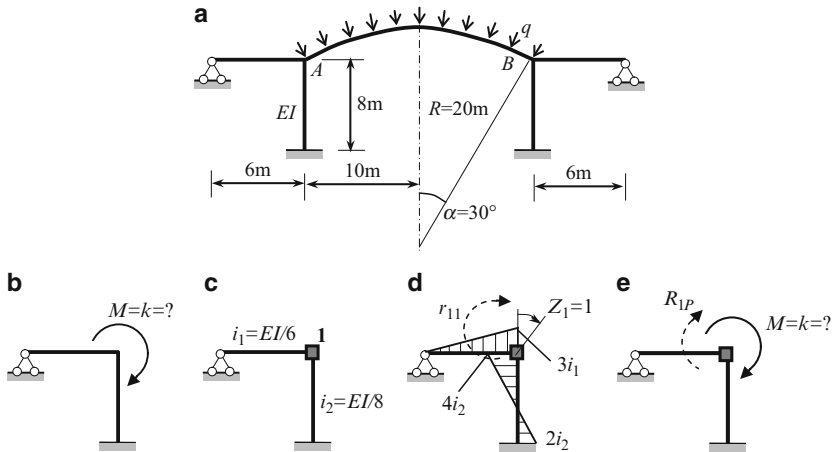 a
q
A
B
EI
8m
R=20m
6m
10m
6m
α=30°
b
M=k=?
c
i₁=EI/6
1
i₂=EI/8
d
r₁₁
Z₁=1
3i₁
4i₂
2i₂
e
R₁P
M=k=?